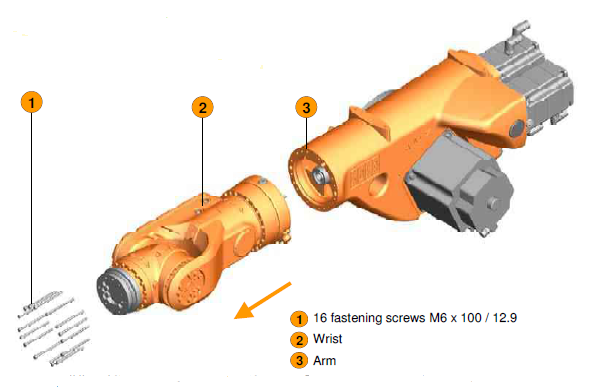 1
2
3
1 16 fastening screws M6 x 100 / 12.9
2 Wrist
3 Arm